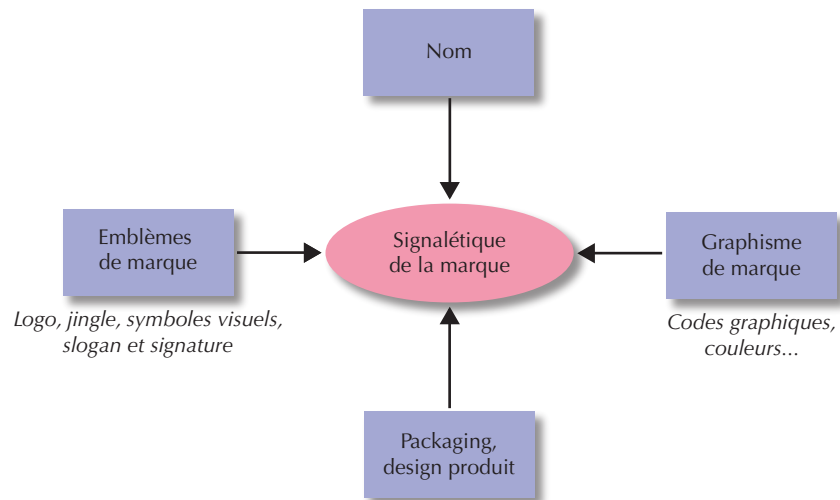 Nom
Emblèmes
de marque
Logo, jingle, symboles visuels,
slogan et signature
Signalétique
de la marque
Graphisme
de marque
Codes graphiques,
couleurs...
Packaging,
design produit